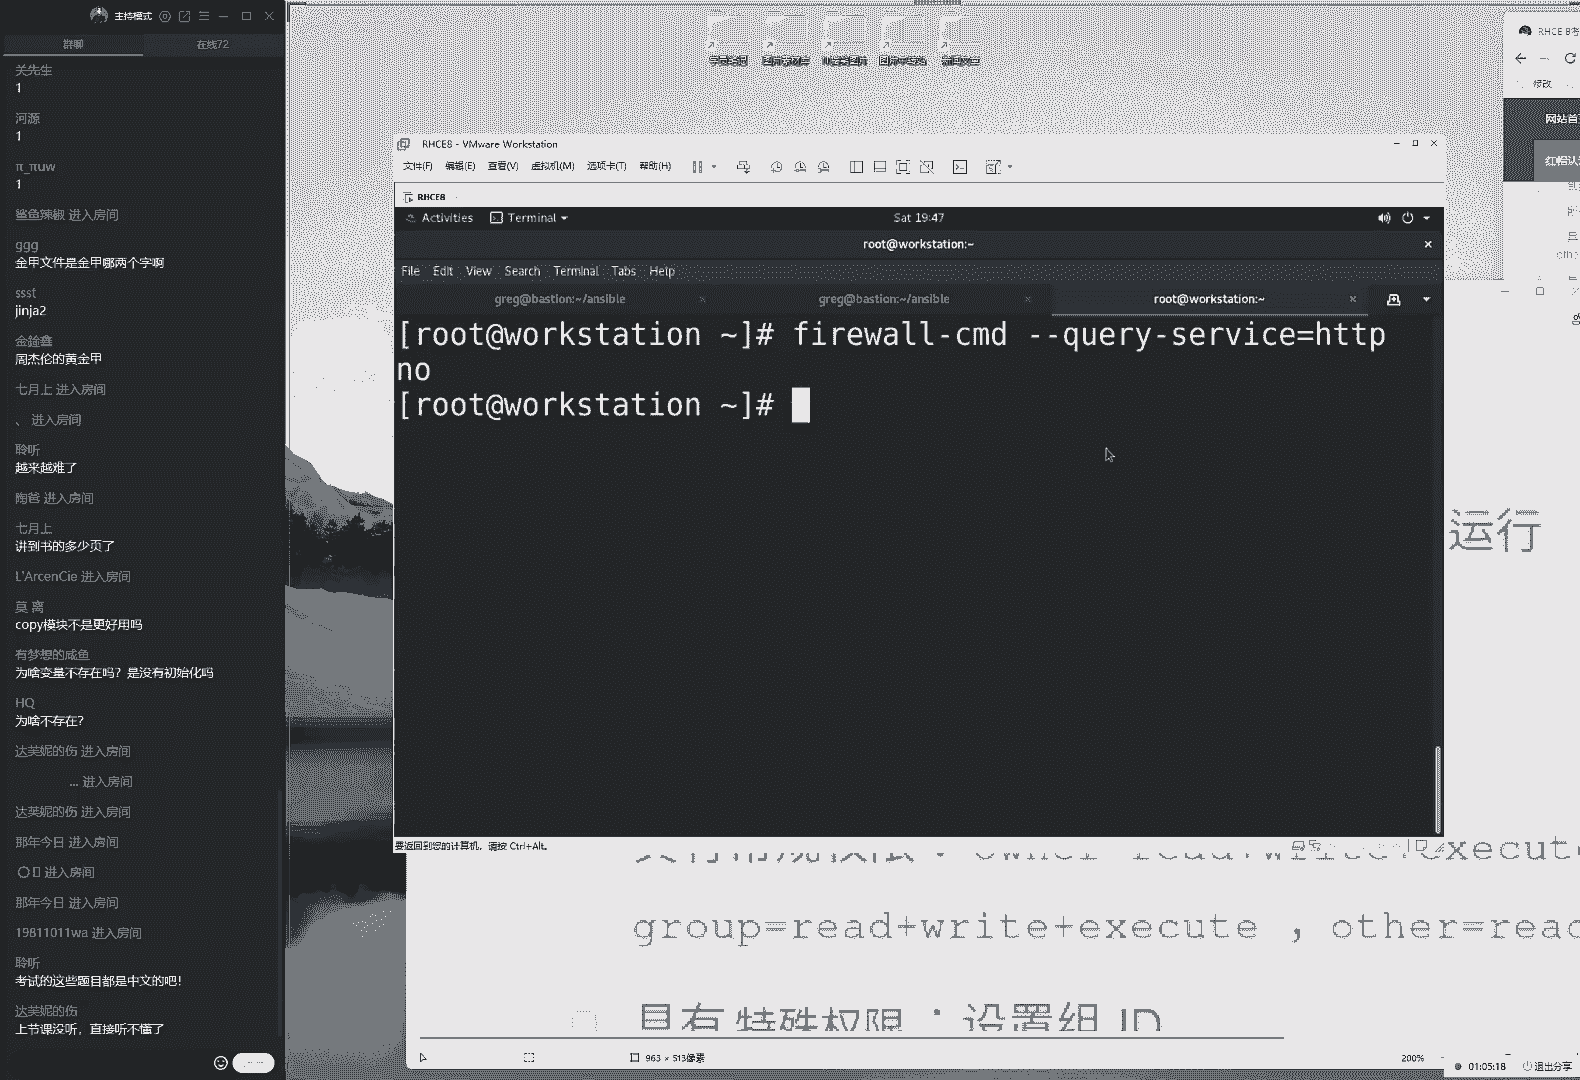 主持模式
群聊
在线72
关先生
1
河源
1
π_πuw
1
鲨鱼辣椒 进入房间
ggg
金甲文件是金甲哪两个字啊
ssst
jinja2
周杰伦的黄金甲
七月上 进入房间
、 进入房间
聆听
越来越难了
陶爸 进入房间
七月上
讲到书的多少页了
L'ArcenCie 进入房间
莫 离
copy模块不是更好用吗
有梦想的咸鱼
为啥变量不存在吗？是没有初始化吗
HQ
为啥不存在？
达芙妮的伤 进入房间
... 进入房间
达芙妮的伤 进入房间
那年今日 进入房间
进入房间
那年今日 进入房间
19811011wa 进入房间
聆听
考试的这些题目都是中文的吧！
达芙妮的伤
上节课没听，直接听不懂了
RHCE8 - VMware Workstation
文件(F) 编辑(E) 查看(V) 虚拟机(M) 选项卡(T) 帮助(H)
RHCE8
Activities Terminal Sat 19:47
root@workstation:~
File Edit View Search Terminal Tabs Help
greg@bastion:~/ansible greg@bastion:~/ansible root@workstation:~
[root@workstation ~]# firewall-cmd --query-service=http
no
[root@workstation ~]#
要返回到您的计算机，请按 Ctrl+Alt。
RHCE 8考
修改
网站首
红帽认
运行
group=read+write+execute , other=read
具有特殊权限：设置组 ID
963 × 513像素
200%
01:05:18 退出分享